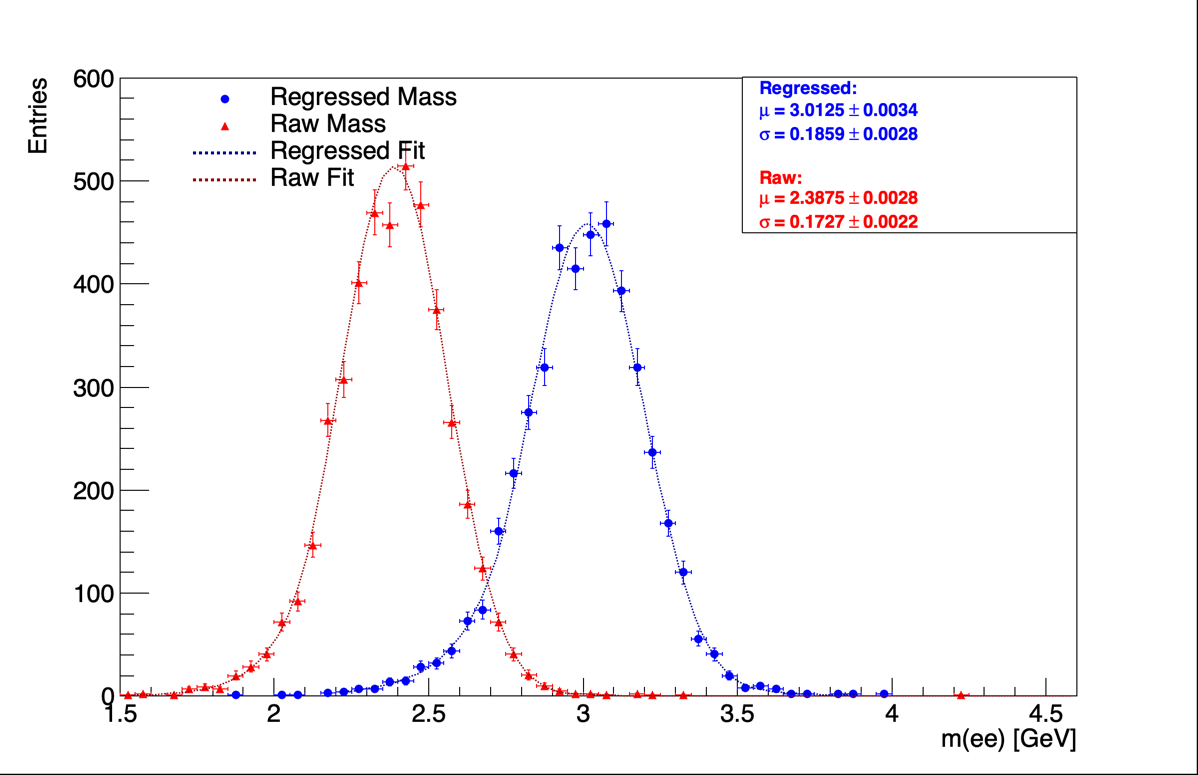 Entries
600
500
400
300
200
100
0
Regressed Mass
Raw Mass
Regressed Fit
Raw Fit
Regressed:
μ = 3.0125 ± 0.0034
σ = 0.1859 ± 0.0028
Raw:
μ = 2.3875 ± 0.0028
σ = 0.1727 ± 0.0022
1.5 2 2.5 3 3.5 4 4.5
m(ee) [GeV]